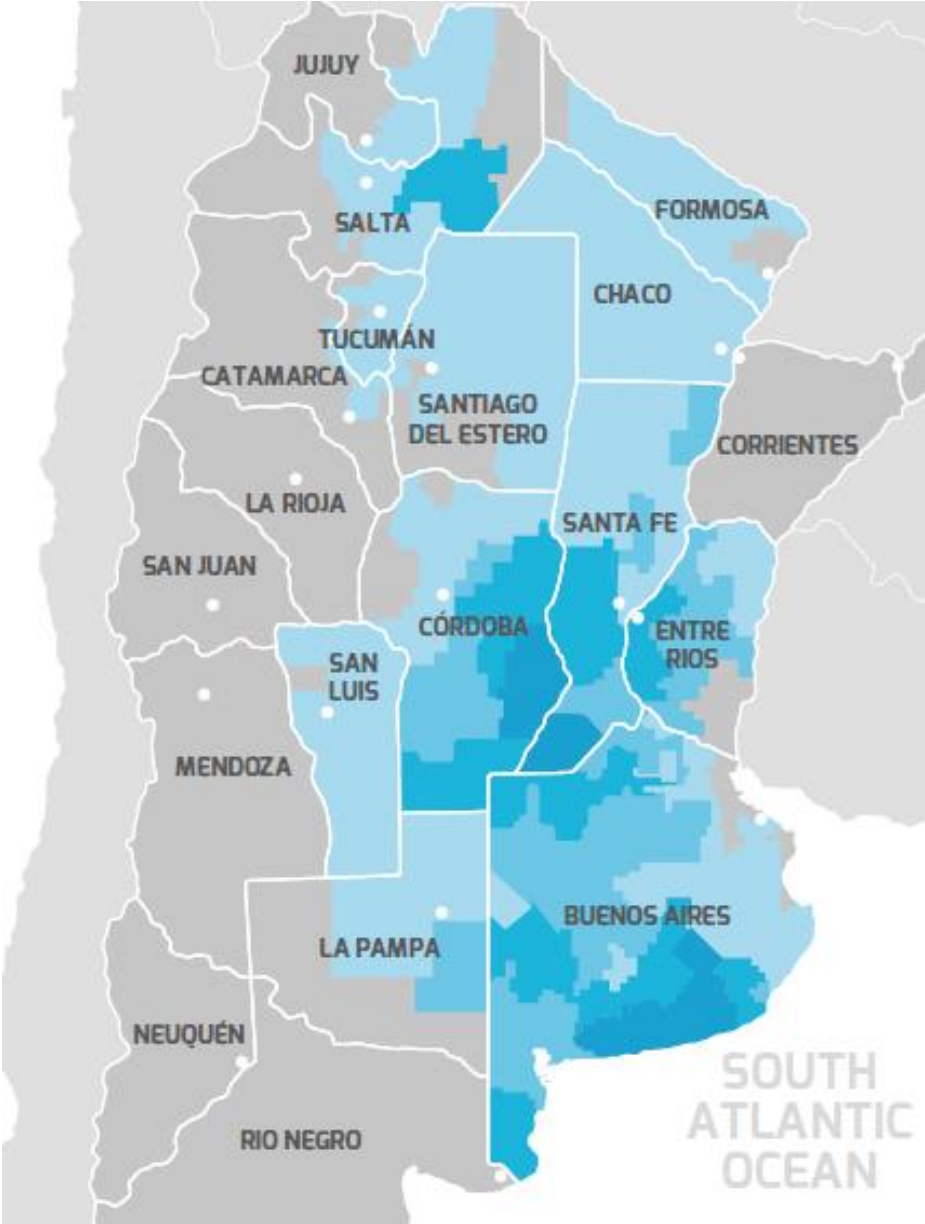 JUJUY
FORMOSA
SALTA
CHACO
TUCUMÁN
CATAMARCA
SANTIAGO
DEL ESTERO
CORRIENTES
LA RIOJA
SANTA FE
SAN JUAN
CÓRDOBA
ENTRE
RIOS
SAN
LUIS
MENDOZA
BUENOS AIRES
LA PAMPA
NEUQUÉN
SOUTH
ATLANTIC
OCEAN
RIO NEGRO